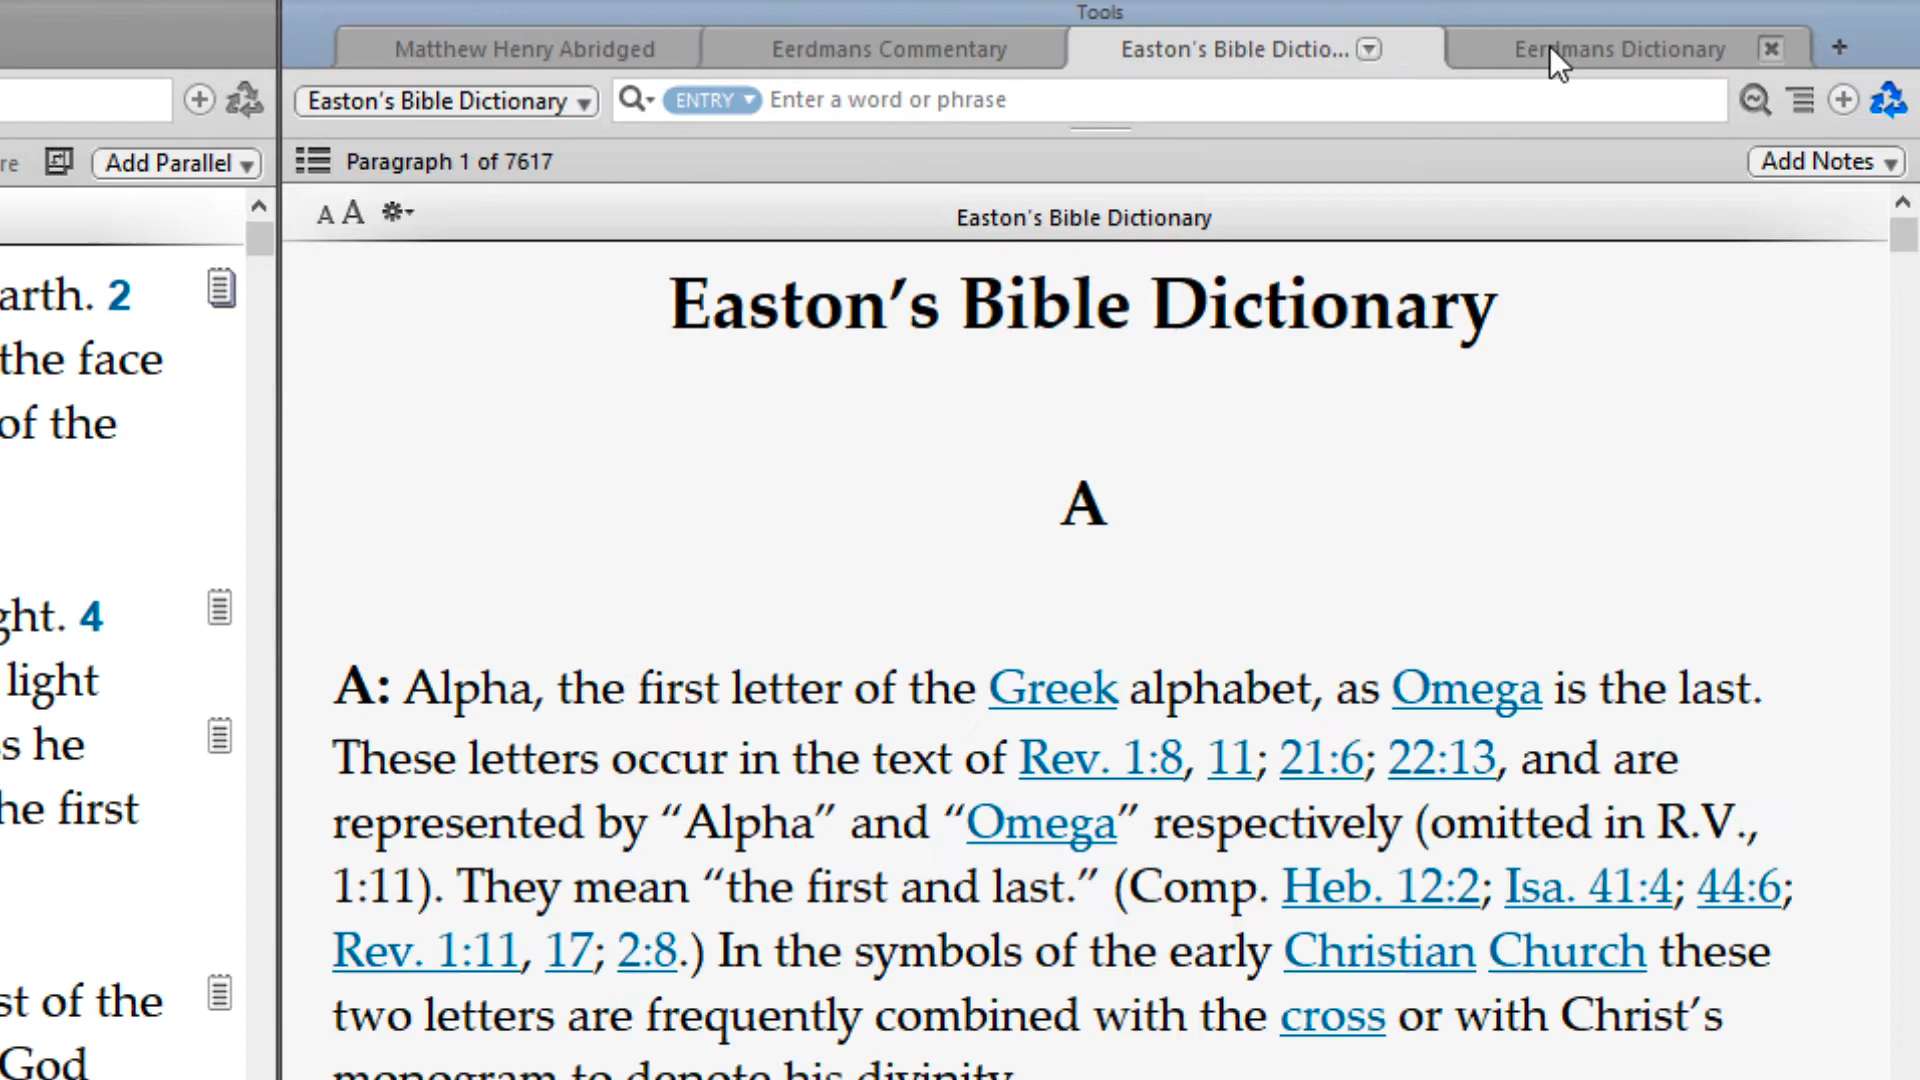 Tools
Matthew Henry Abridged
Eerdmans Commentary
Easton's Bible Dictio...
Eerdmans Dictionary
Easton's Bible Dictionary
ENTRY
Enter a word or phrase
re
Add Parallel
Paragraph 1 of 7617
Add Notes
A A
Easton's Bible Dictionary
arth. 2
the face
of the
ght. 4
light
s he
he first
st of the
God
Easton’s Bible Dictionary
A
A: Alpha, the first letter of the Greek alphabet, as Omega is the last.
These letters occur in the text of Rev. 1:8, 11; 21:6; 22:13, and are
represented by “Alpha” and “Omega” respectively (omitted in R.V.,
1:11). They mean “the first and last.” (Comp. Heb. 12:2; Isa. 41:4; 44:6;
Rev. 1:11, 17; 2:8.) In the symbols of the early Christian Church these
two letters are frequently combined with the cross or with Christ’s
monogram to denote his divinity.